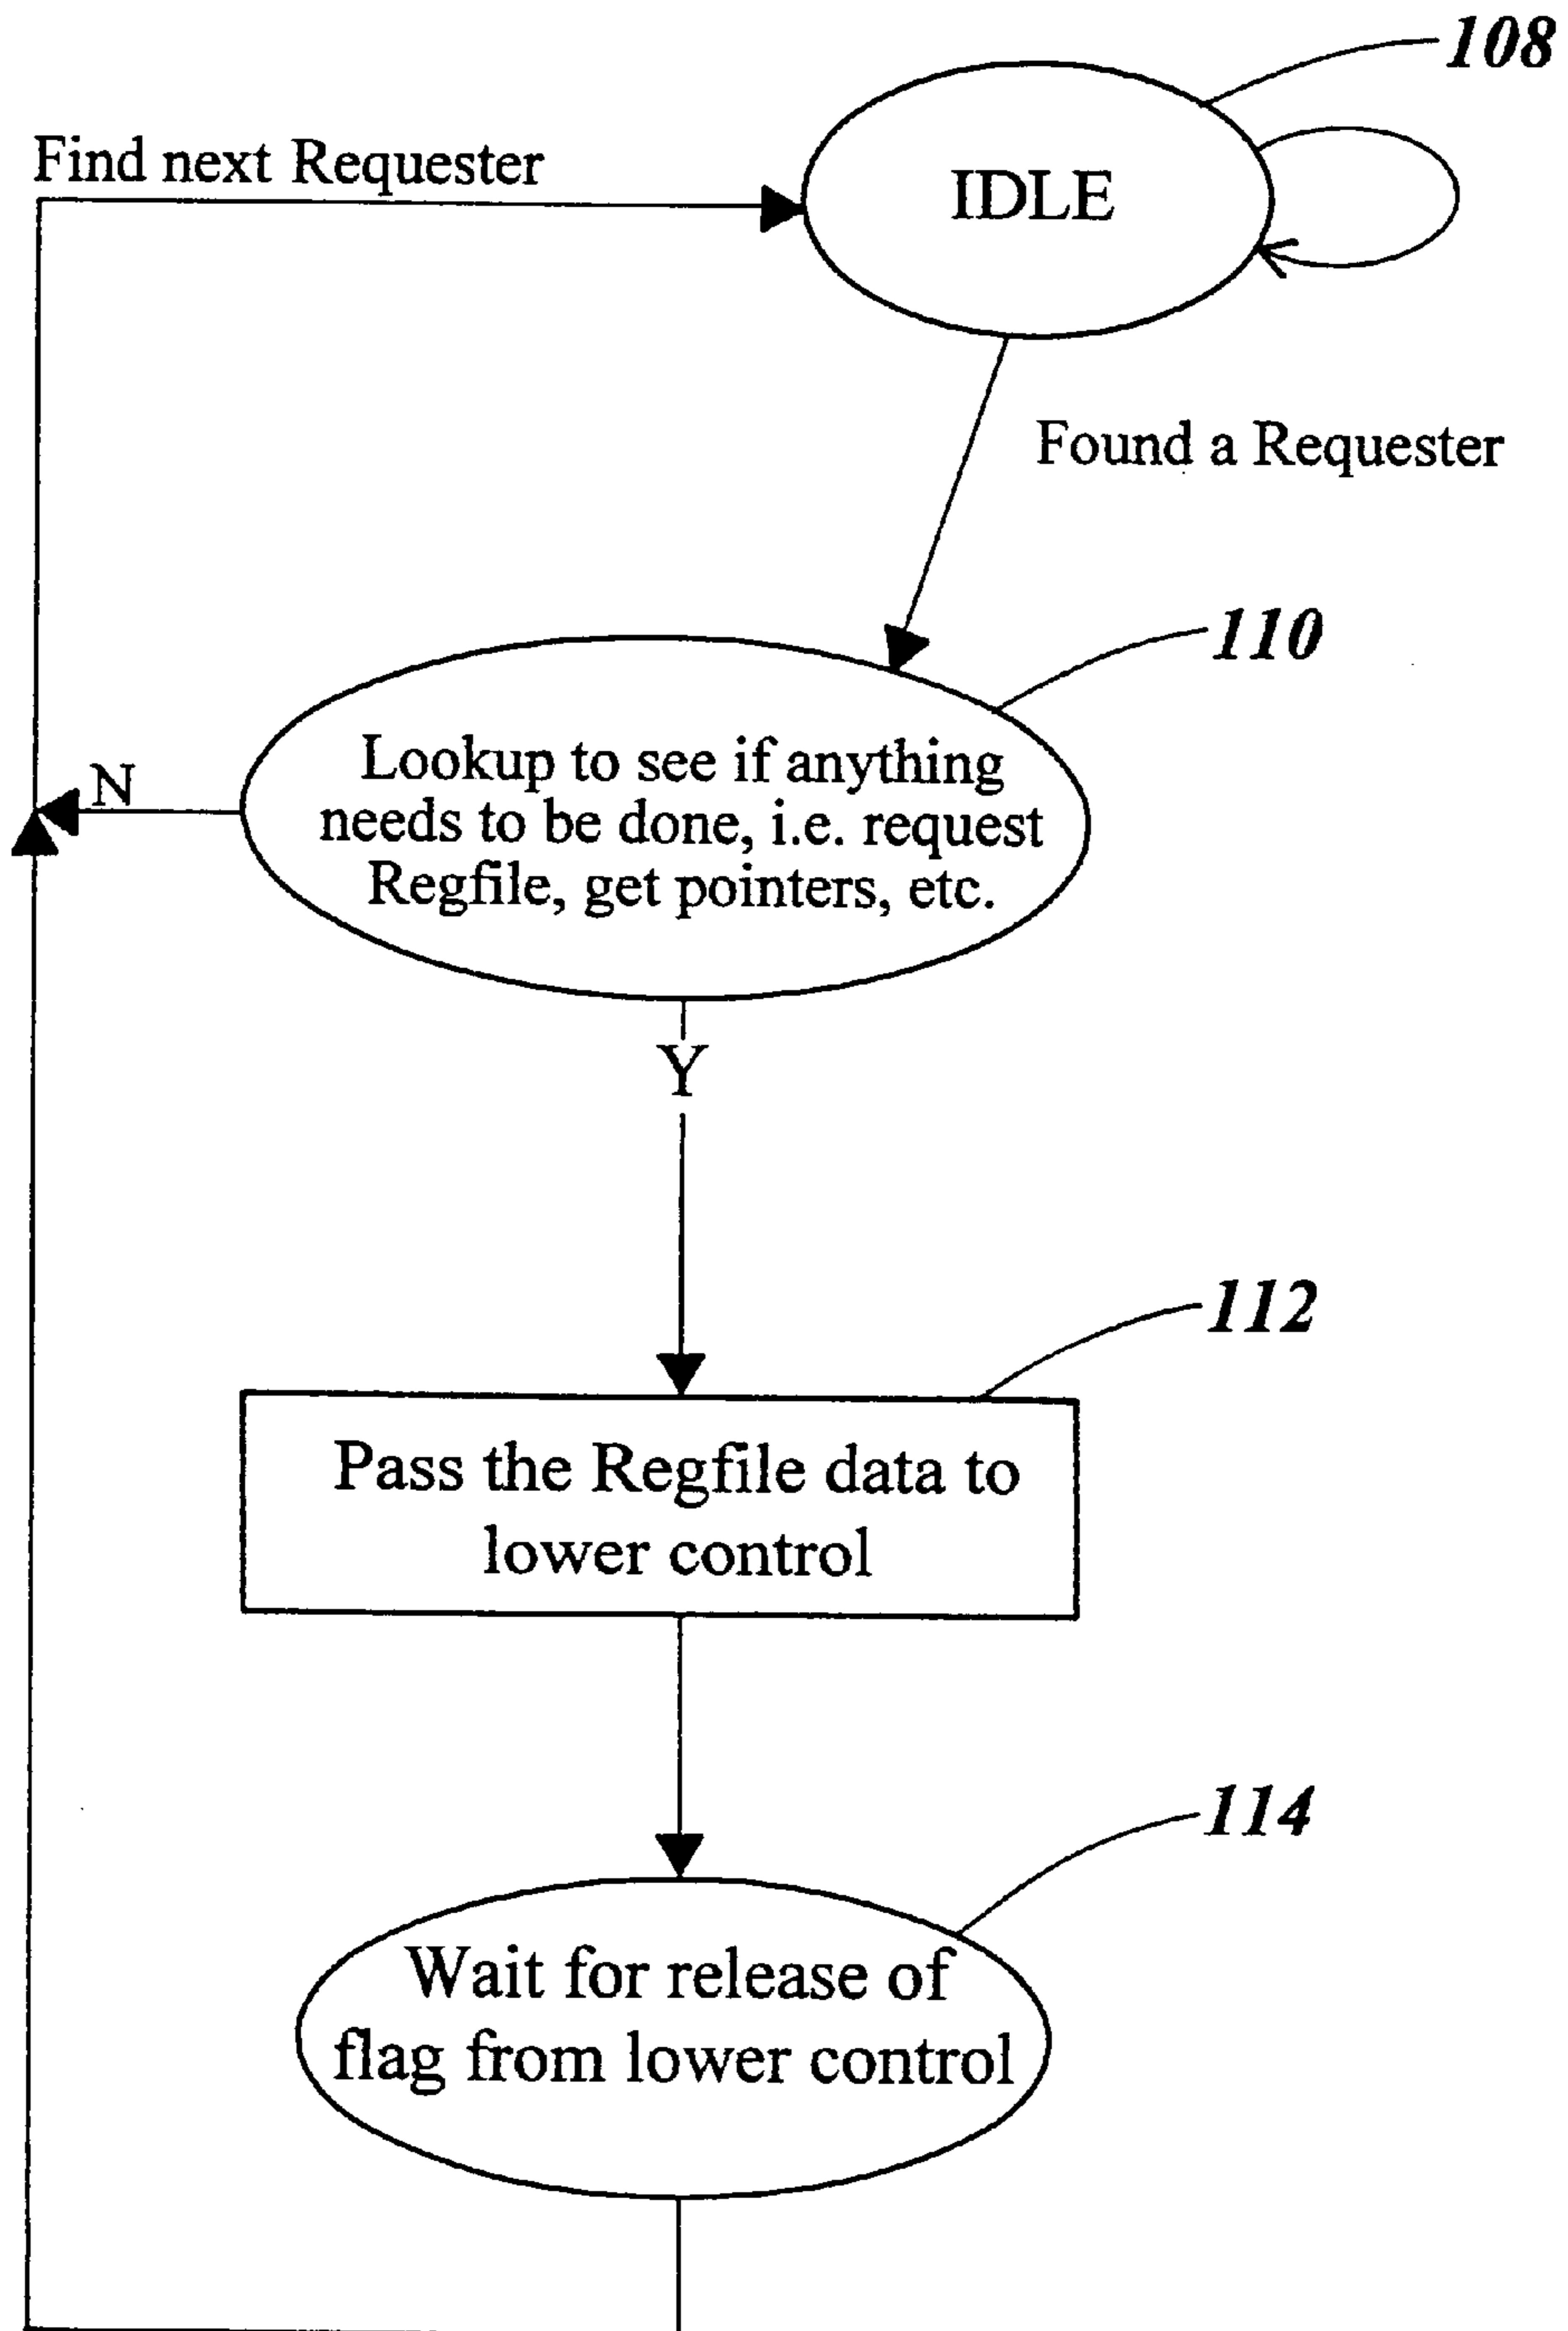 108
Find next Requester
IDLE
Found a Requester
110
Lookup to see if anything
needs to be done, i.e. request
Regfile, get pointers, etc.
N
Y
112
Pass the Regfile data to
lower control
114
Wait for release of
flag from lower control